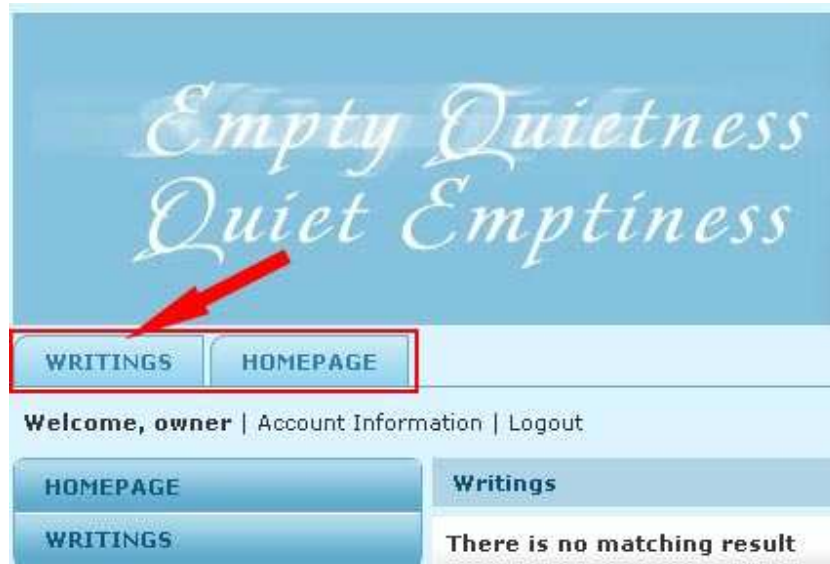 Empty Quietness
Quiet Emptiness
WRITINGS HOMEPAGE
Welcome, owner | Account Information | Logout
HOMEPAGE
WRITINGS
Writings
There is no matching result